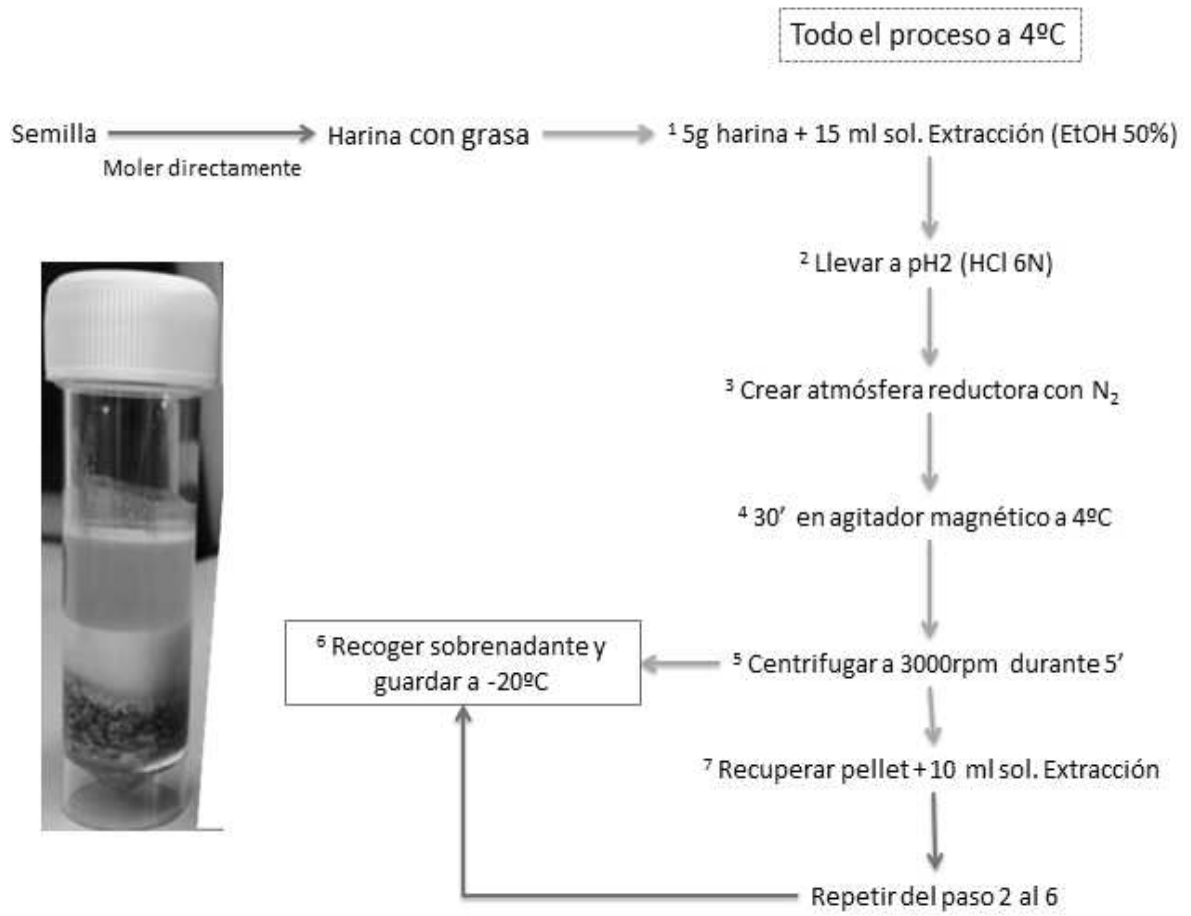 Todo el proceso a 4ºC
Semilla
Moler directamente
Harina con grasa
¹ 5g harina + 15 ml sol. Extracción (EtOH 50%)
² Llevar a pH2 (HCl 6N)
³ Crear atmósfera reductora con N₂
⁴ 30’ en agitador magnético a 4ºC
⁵ Centrifugar a 3000rpm durante 5’
⁶ Recoger sobrenadante y
guardar a -20ºC
⁷ Recuperar pellet + 10 ml sol. Extracción
Repetir del paso 2 al 6